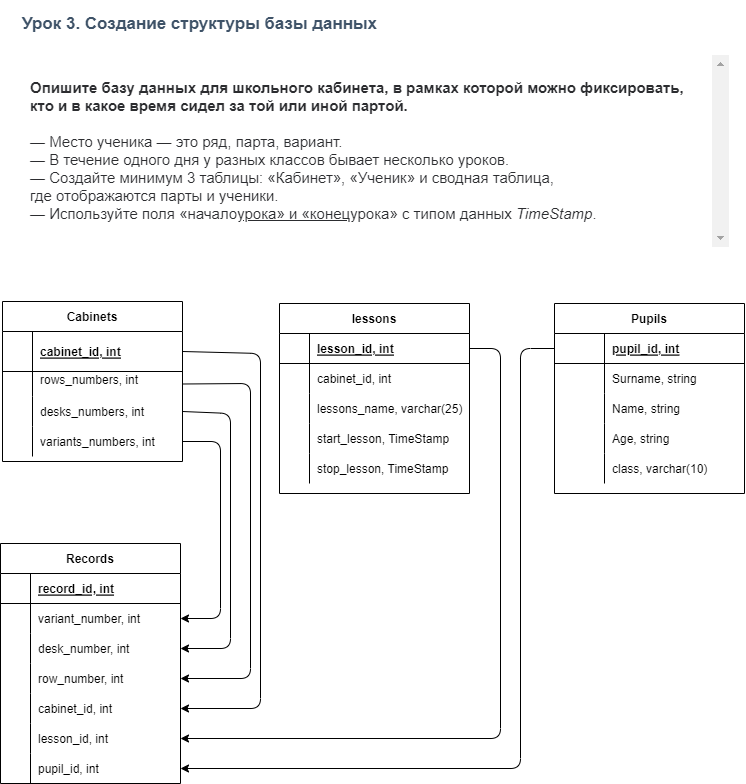 Урок 3. Создание структуры базы данных
Опишите базу данных для школьного кабинета, в рамках которой можно фиксировать,
кто и в какое время сидел за той или иной партой.
— Место ученика — это ряд, парта, вариант.
— В течение одного дня у разных классов бывает несколько уроков.
— Создайте минимум 3 таблицы: «Кабинет», «Ученик» и сводная таблица,
где отображаются парты и ученики.
— Используйте поля «началоурока» и «конецурока» с типом данных TimeStamp.
Cabinets
cabinet_id, int
rows_numbers, int
desks_numbers, int
variants_numbers, int
lessons
lesson_id, int
cabinet_id, int
lessons_name, varchar(25)
start_lesson, TimeStamp
stop_lesson, TimeStamp
Pupils
pupil_id, int
Surname, string
Name, string
Age, string
class, varchar(10)
Records
record_id, int
variant_number, int
desk_number, int
row_number, int
cabinet_id, int
lesson_id, int
pupil_id, int